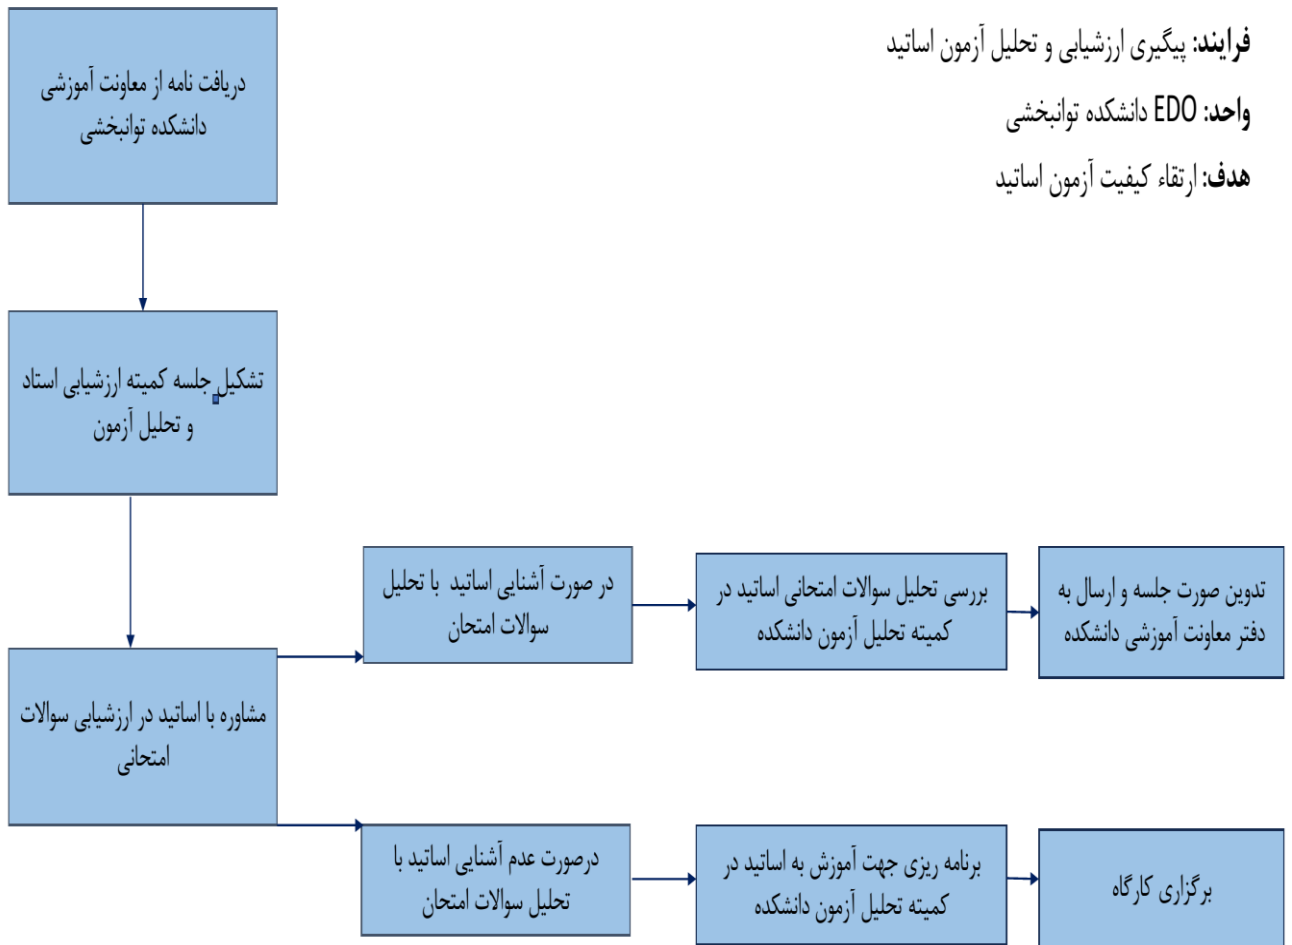 فرایند: پیگیری ارزشیابی و تحلیل آزمون اساتید
واحد: EDO دانشکده توانبخشی
هدف: ارتقاء کیفیت آزمون اساتید
دریافت نامه از معاونت آموزشی
دانشکده توانبخشی
تشکیل جلسه کمیته ارزشیابی استاد
و تحلیل آزمون
مشاوره با اساتید در ارزشیابی سوالات
امتحانی
در صورت آشنایی اساتید با تحلیل
سوالات امتحان
بررسی تحلیل سوالات امتحانی اساتید در
کمیته تحلیل آزمون دانشکده
تدوین صورت جلسه و ارسال به
دفتر معاونت آموزشی دانشکده
درصورت عدم آشنایی اساتید با
تحلیل سوالات امتحان
برنامه ریزی جهت آموزش به اساتید در
کمیته تحلیل آزمون دانشکده
برگزاری کارگاه